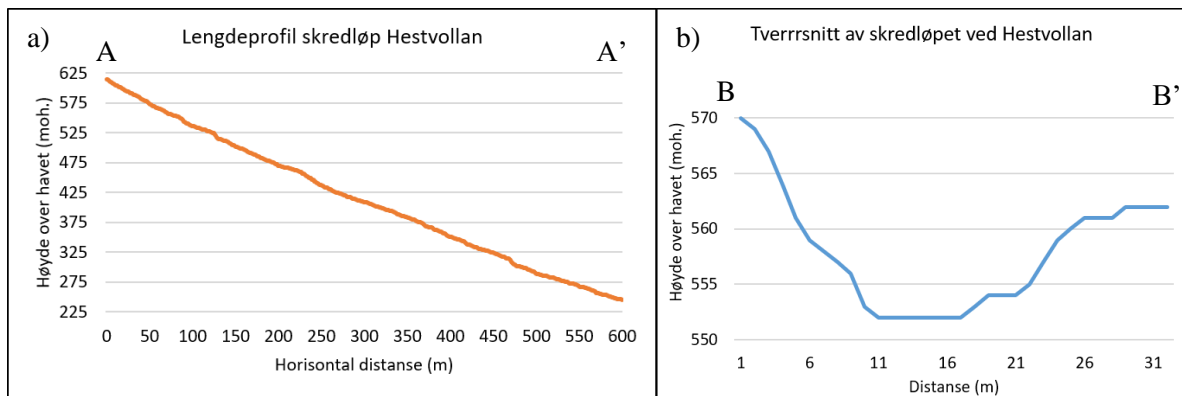 a)
Lengdeprofil skredløp Hestvollan
A
A’
Høyde over havet (moh.)
625
575
525
475
425
375
325
275
225
0 50 100 150 200 250 300 350 400 450 500 550 600
Horisontal distanse (m)
b)
Tverrrsnitt av skredløpet ved Hestvollan
B
B’
Høyde over havet (moh.)
570
565
560
555
550
1 6 11 16 21 26 31
Distanse (m)